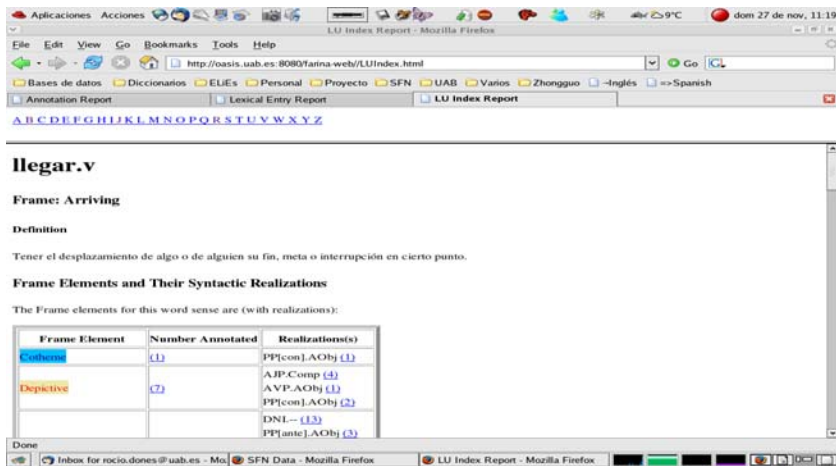 Aplicaciones Acciones 9°C dom 27 de nov, 11:19
LU Index Report - Mozilla Firefox
File Edit View Go Bookmarks Tools Help
http://oasis.uab.es:8080/farina-web//LUIndex.html Go
Bases de datos Diccionarios ELiEs Personal Proyecto SFN UAB Varios Zhongguo -Inglés =>Spanish
Annotation Report Lexical Entry Report LU Index Report
A B C D E F G H I J K L M N O P Q R S T U V W X Y Z
llegar.v
Frame: Arriving
Definition
Tener el desplazamiento de algo o de alguien su fin, meta o interrupción en cierto punto.
Frame Elements and Their Syntactic Realizations
The Frame elements for this word sense are (with realizations):
Frame Element Number Annotated Realizations(s)
Cotheme (1) PP[con].AObj (1)
Depictive (7) AJP.Comp (4)
AVP.AObj (1)
PP[con].AObj (2)
DNI.-- (13)
PP[ante].AObj (3)
Done
Inbox for rocio.dones@uab.es - Mo SFN Data - Mozilla Firefox LU Index Report - Mozilla Firefox